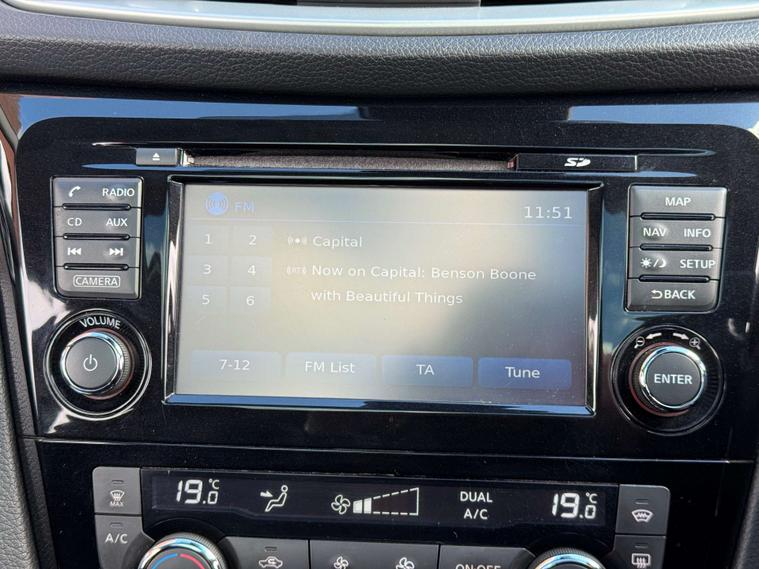 SD
RADIO
CD AUX
CAMERA
VOLUME
FM
11:51
1 2
3 4
5 6
Capital
RT Now on Capital: Benson Boone
with Beautiful Things
7-12
FM List
TA
Tune
MAP
NAV INFO
SETUP
BACK
ENTER
MAX
A/C
19.0 °C
DUAL
A/C
19.0 °C
ON·OFF